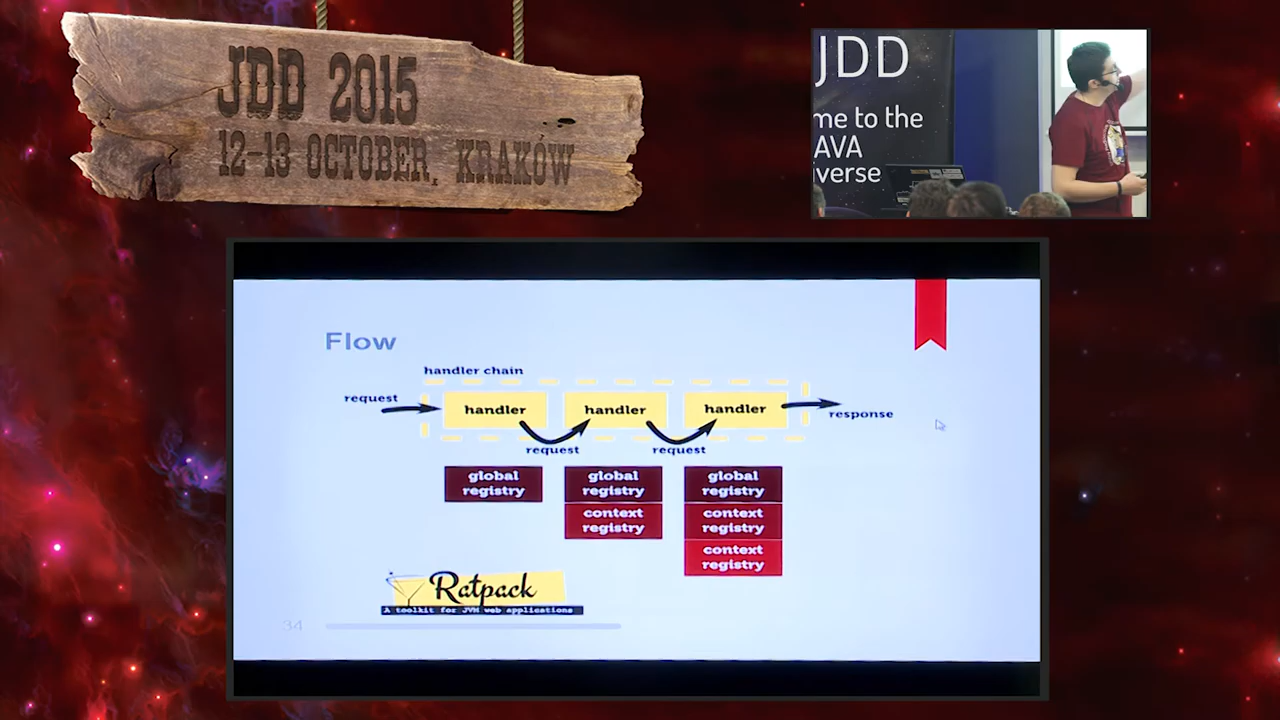 JDD 2015
12-13 OCTOBER, KRAKÓW
JDD
me to the
AVA
verse
Flow
handler chain
request
handler
handler
handler
response
request
request
global
registry
global
registry
global
registry
context
registry
context
registry
context
registry
Ratpack
A toolkit for JVM web applications
34